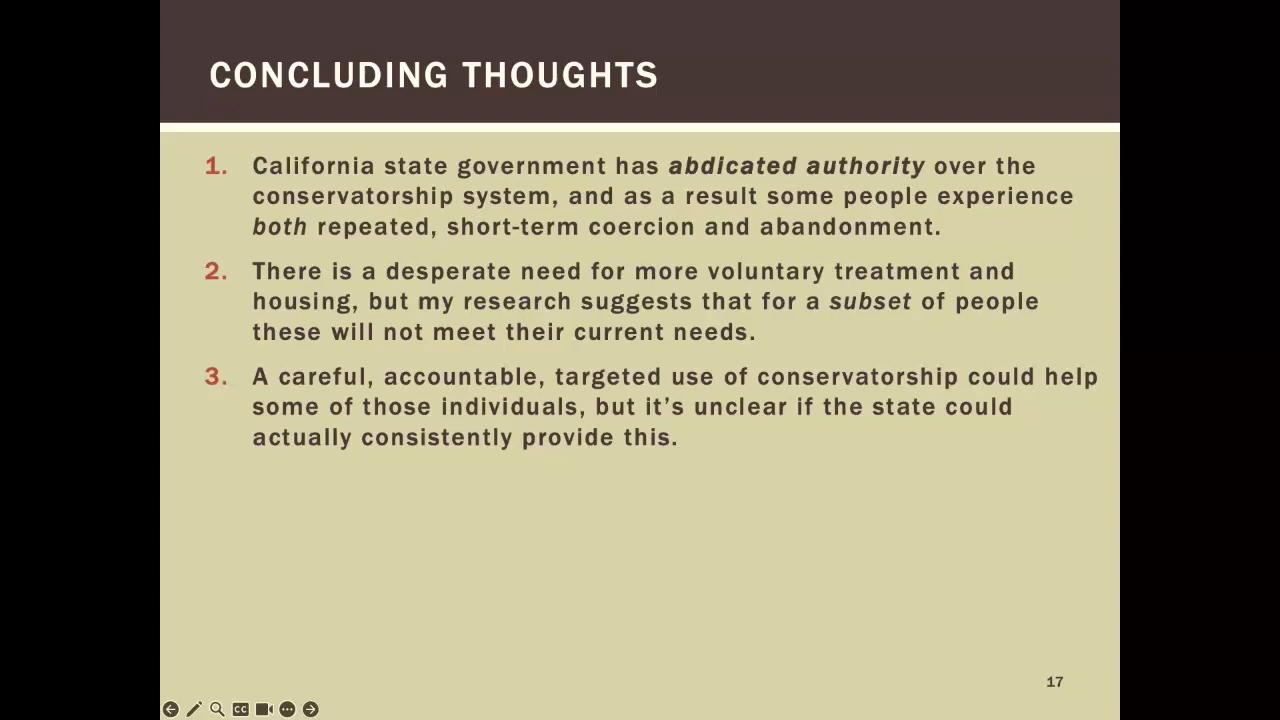 CONCLUDING THOUGHTS
1. California state government has abdicated authority over the
conservatorship system, and as a result some people experience
both repeated, short-term coercion and abandonment.
2. There is a desperate need for more voluntary treatment and
housing, but my research suggests that for a subset of people
these will not meet their current needs.
3. A careful, accountable, targeted use of conservatorship could help
some of those individuals, but it’s unclear if the state could
actually consistently provide this.
17
CC